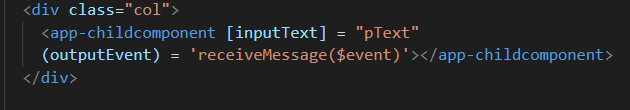 <div class="col">
<app-childcomponent [inputText] = "pText"
(outputEvent) = 'receiveMessage($event)'></app-childcomponent>
</div>